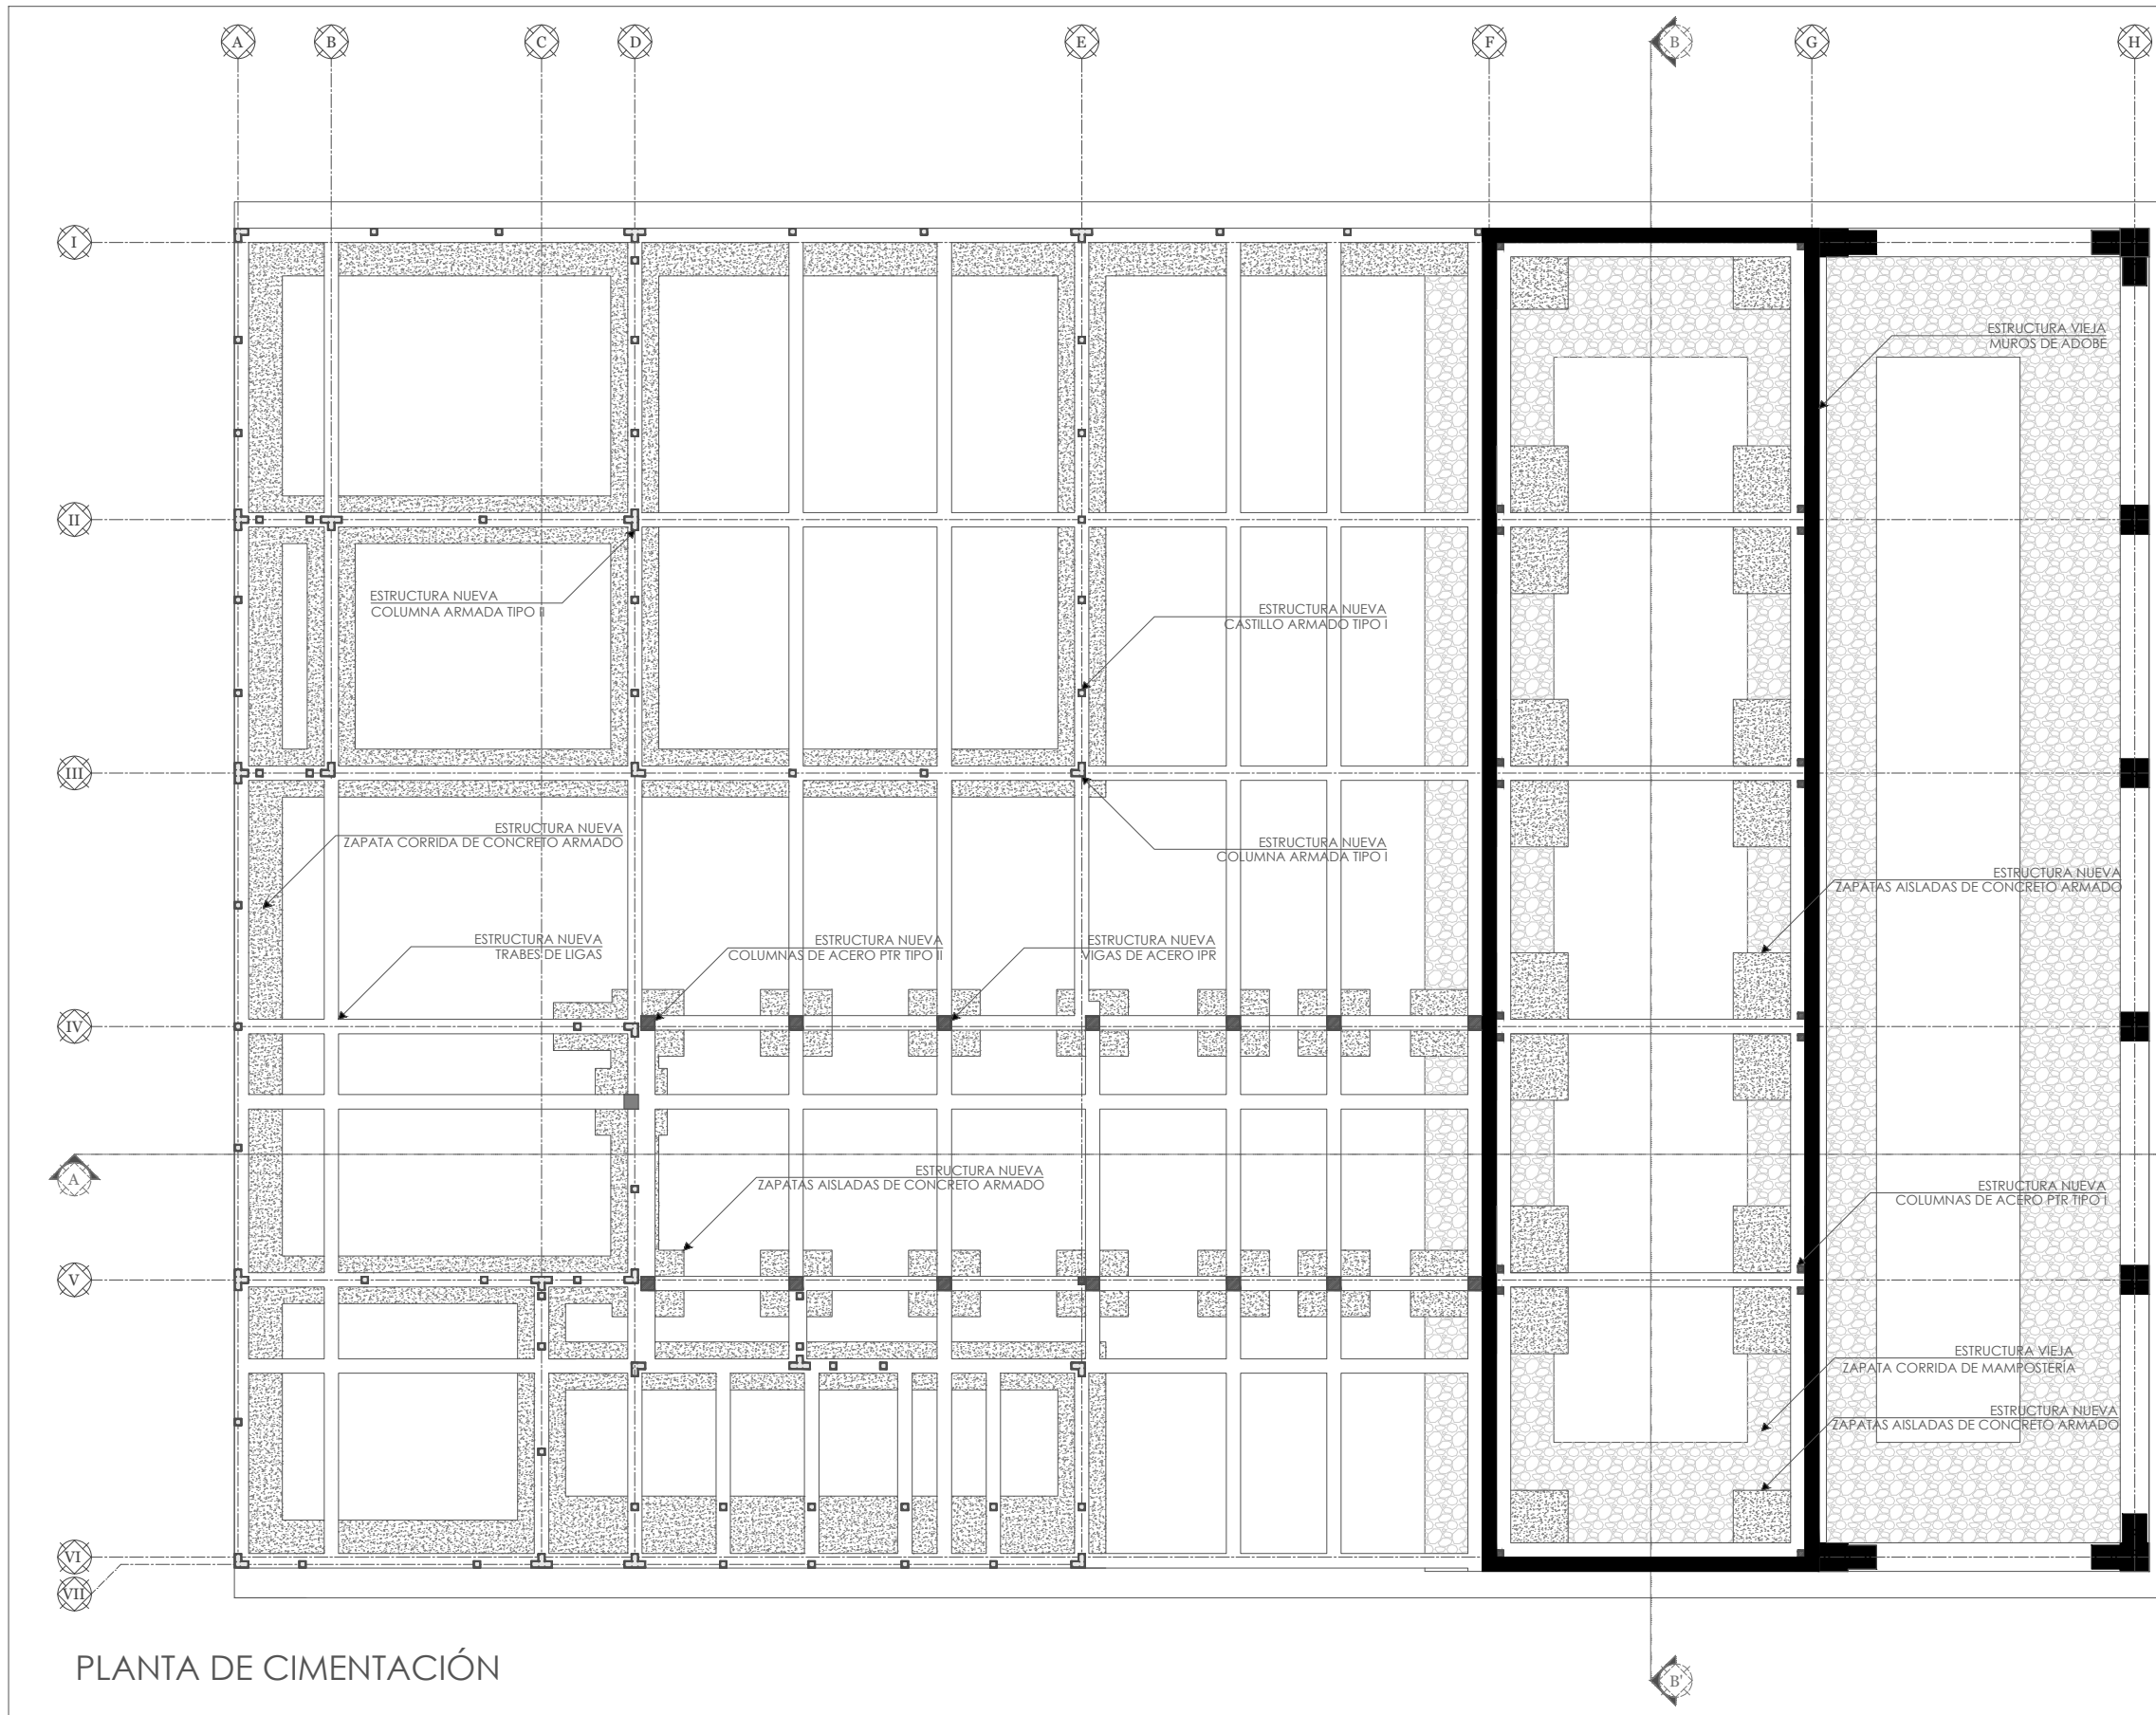 A
B
C
D
E
F
B
G
H
I
ESTRUCTURA VIEJA
MUROS DE ADOBE
II
ESTRUCTURA NUEVA
COLUMNA ARMADA TIPO II
ESTRUCTURA NUEVA
CASTILLO ARMADO TIPO I
III
ESTRUCTURA NUEVA
ZAPATA CORRIDA DE CONCRETO ARMADO
ESTRUCTURA NUEVA
COLUMNA ARMADA TIPO I
ESTRUCTURA NUEVA
ZAPATAS AISLADAS DE CONCRETO ARMADO
ESTRUCTURA NUEVA
TRABES DE LIGAS
ESTRUCTURA NUEVA
COLUMNAS DE ACERO PTR TIPO II
ESTRUCTURA NUEVA
VIGAS DE ACERO IPR
IV
A
ESTRUCTURA NUEVA
ZAPATAS AISLADAS DE CONCRETO ARMADO
ESTRUCTURA NUEVA
COLUMNAS DE ACERO PTR TIPO I
V
ESTRUCTURA VIEJA
ZAPATA CORRIDA DE MAMPOSTERÍA
ESTRUCTURA NUEVA
ZAPATAS AISLADAS DE CONCRETO ARMADO
VI
VII
PLANTA DE CIMENTACIÓN
B'